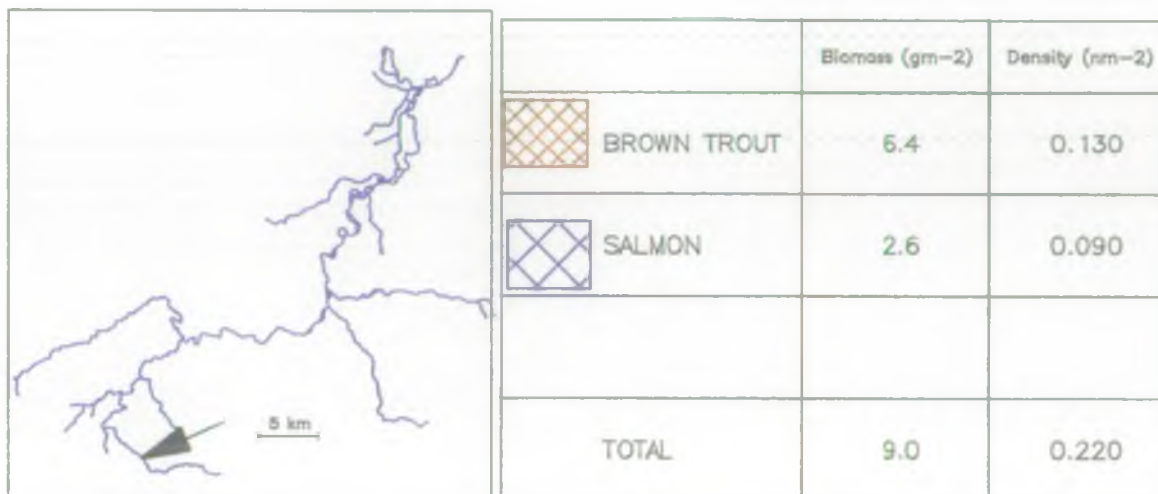 5 km
Biomass (gm-2) Density (nm-2)
BROWN TROUT 6.4 0.130
SALMON 2.6 0.090
TOTAL 9.0 0.220